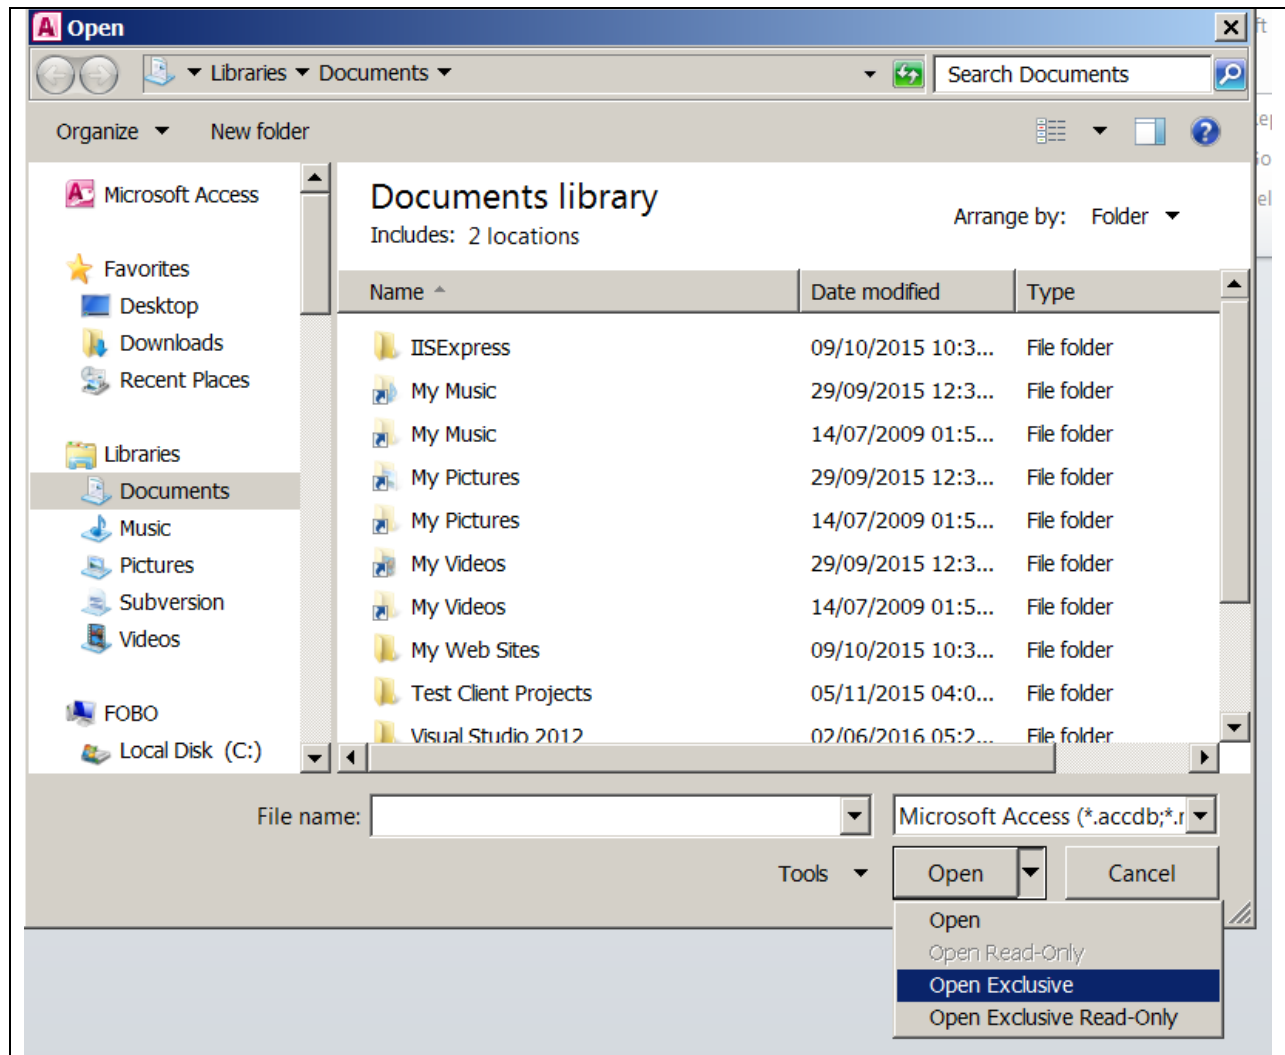 Open
Libraries Documents
Search Documents
Organize New folder
Microsoft Access
Favorites
Desktop
Downloads
Recent Places
Libraries
Documents
Music
Pictures
Subversion
Videos
FOBO
Local Disk (C:)
Documents library
Includes: 2 locations
Arrange by: Folder
Name Date modified Type
IISExpress 09/10/2015 10:3... File folder
My Music 29/09/2015 12:3... File folder
My Music 14/07/2009 01:5... File folder
My Pictures 29/09/2015 12:3... File folder
My Pictures 14/07/2009 01:5... File folder
My Videos 29/09/2015 12:3... File folder
My Videos 14/07/2009 01:5... File folder
My Web Sites 09/10/2015 10:3... File folder
Test Client Projects 05/11/2015 04:0... File folder
Visual Studio 2012 02/06/2016 05:2... File folder
File name:
Microsoft Access (*.accdb;*.
Tools Open Cancel
Open
Open Read-Only
Open Exclusive
Open Exclusive Read-Only